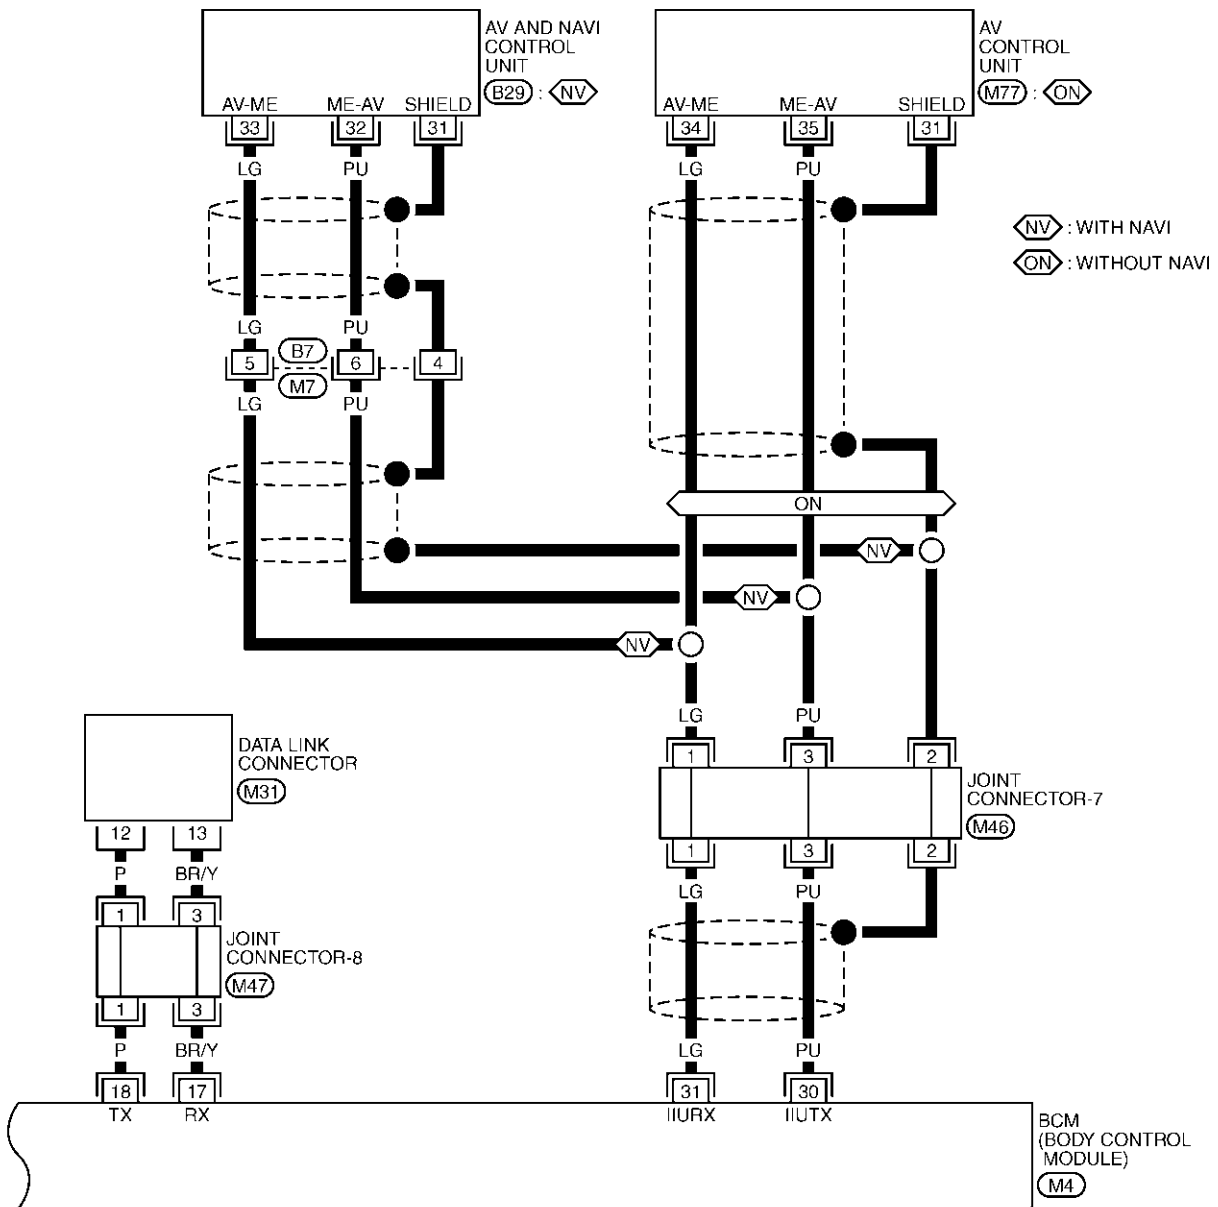 AV AND NAVI
CONTROL
UNIT
B29 : NV
AV
CONTROL
UNIT
M77 : ON
AV-ME ME-AV SHIELD
AV-ME ME-AV SHIELD
33 32 31
34 35 31
LG PU
LG PU
NV : WITH NAVI
ON : WITHOUT NAVI
LG PU
5 B7 6 4
M7
LG PU
ON
NV
NV
NV
LG PU
DATA LINK
CONNECTOR
M31
1 3 2
JOINT
CONNECTOR-7
M46
12 13
1 3 2
P BR/Y
LG PU
1 3
JOINT
CONNECTOR-8
M47
1 3
P BR/Y
LG PU
18 17
31 30
TX RX
IIURX IIUTX
BCM
(BODY CONTROL
MODULE)
M4